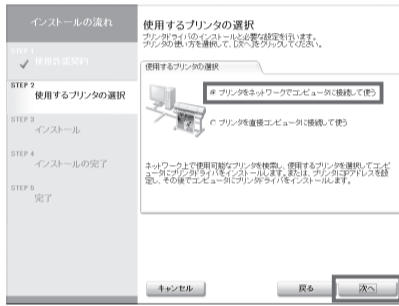 インストールの流れ
STEP 1
使用許諾契約
STEP 2
使用するプリンタの選択
STEP 3
インストール
STEP 4
インストールの完了
STEP 5
完了
使用するプリンタの選択
プリンタドライバのインストールと必要な設定を行います。
プリンタの使い方を選択して、[次へ]をクリックしてください。
使用するプリンタの選択
プリンタをネットワークでコンピュータに接続して使う
プリンタを直接コンピュータに接続して使う
ネットワーク上で使用可能なプリンタを検索し、使用するプリンタを選択してコンピ
ュータにプリンタドライバをインストールします。または、プリンタにIPアドレスを設
定し、その後でコンピュータにプリンタドライバをインストールします。
キャンセル
戻る
次へ